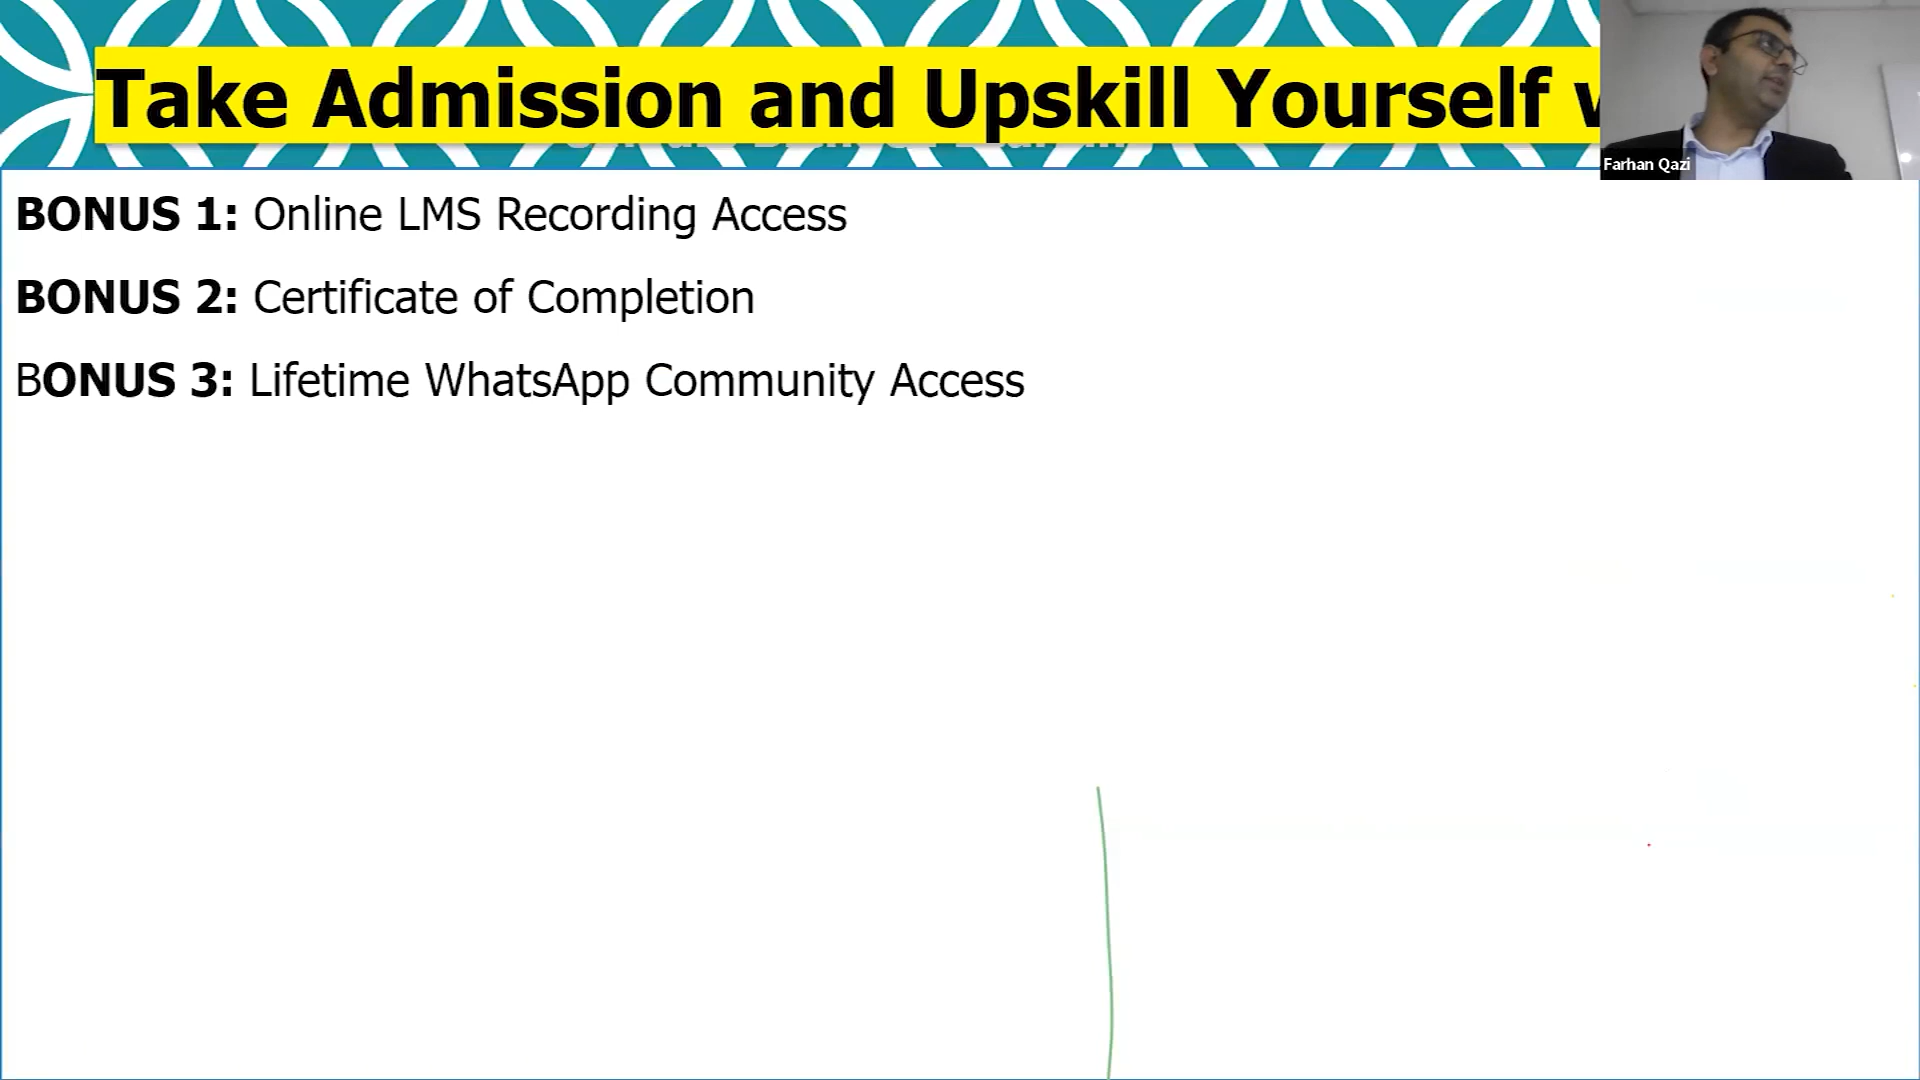 Take Admission and Upskill Yourself
Farhan Qazi
BONUS 1: Online LMS Recording Access
BONUS 2: Certificate of Completion
BONUS 3: Lifetime WhatsApp Community Access